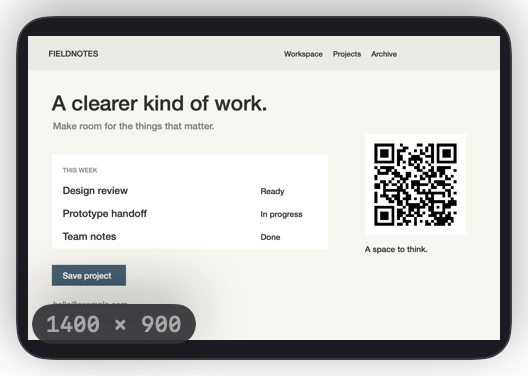 FIELDNOTES
Workspace Projects Archive
A clearer kind of work.
Make room for the things that matter.
THIS WEEK
Design review Ready
Prototype handoff In progress
Team notes Done
A space to think.
Save project
1400 × 900